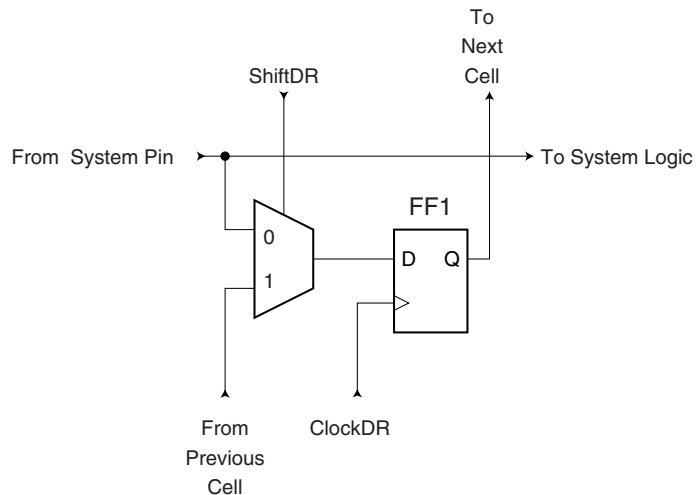 To
Next
Cell
ShiftDR
From System Pin
To System Logic
FF1
0
D Q
1
From
Previous
Cell
ClockDR